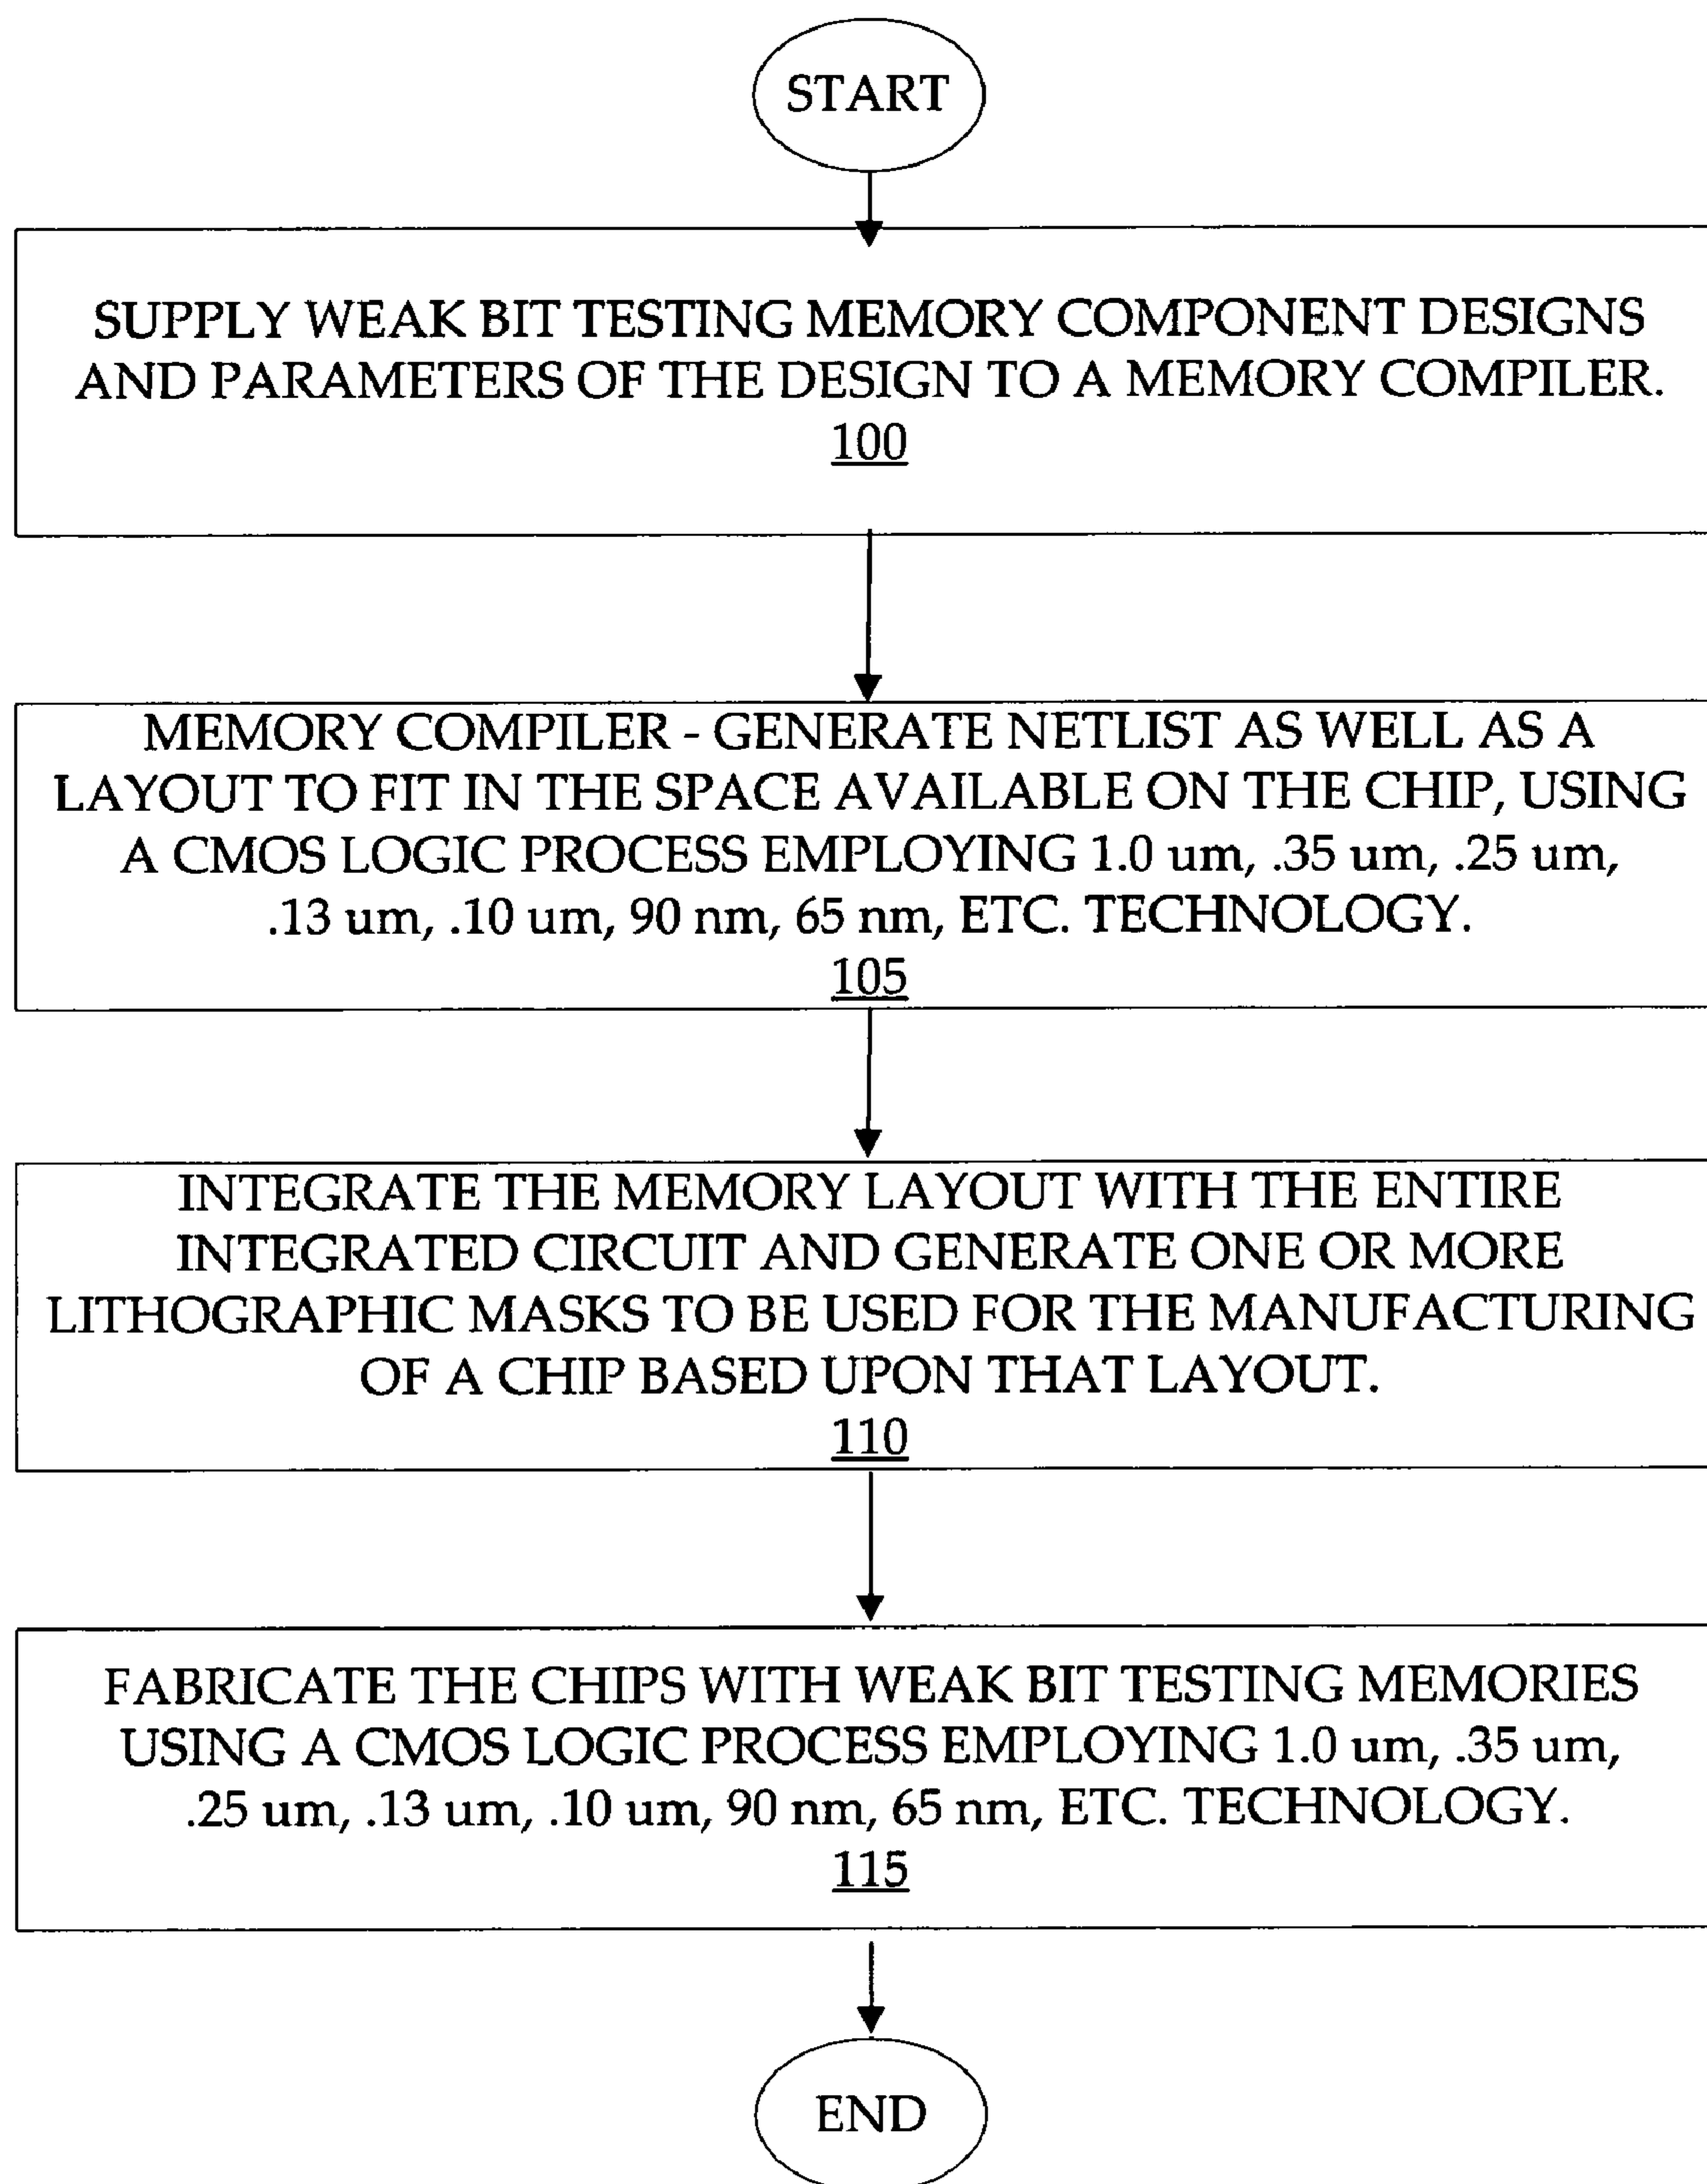 START
SUPPLY WEAK BIT TESTING MEMORY COMPONENT DESIGNS
AND PARAMETERS OF THE DESIGN TO A MEMORY COMPILER.
100
MEMORY COMPILER - GENERATE NETLIST AS WELL AS A
LAYOUT TO FIT IN THE SPACE AVAILABLE ON THE CHIP, USING
A CMOS LOGIC PROCESS EMPLOYING 1.0 um, .35 um, .25 um,
.13 um, .10 um, 90 nm, 65 nm, ETC. TECHNOLOGY.
105
INTEGRATE THE MEMORY LAYOUT WITH THE ENTIRE
INTEGRATED CIRCUIT AND GENERATE ONE OR MORE
LITHOGRAPHIC MASKS TO BE USED FOR THE MANUFACTURING
OF A CHIP BASED UPON THAT LAYOUT.
110
FABRICATE THE CHIPS WITH WEAK BIT TESTING MEMORIES
USING A CMOS LOGIC PROCESS EMPLOYING 1.0 um, .35 um,
.25 um, .13 um, .10 um, 90 nm, 65 nm, ETC. TECHNOLOGY.
115
END